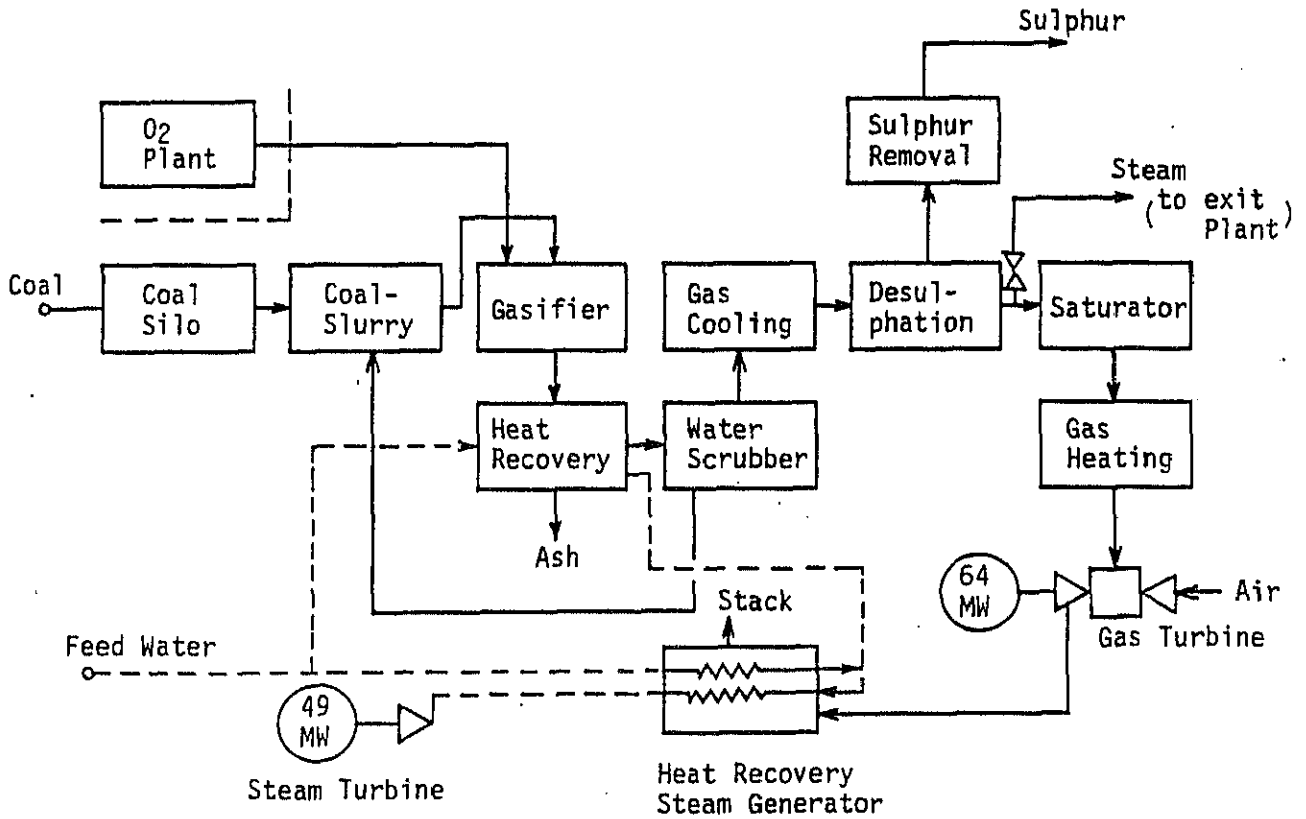 Sulphur
O2
Plant
Sulphur
Removal
Steam
(to exit
Plant)
Coal
Coal
Silo
Coal-
Slurry
Gasifier
Gas
Cooling
Desul-
phation
Saturator
Heat
Recovery
Water
Scrubber
Gas
Heating
Ash
Stack
64
MW
Air
Gas Turbine
Feed Water
49
MW
Steam Turbine
Heat Recovery
Steam Generator